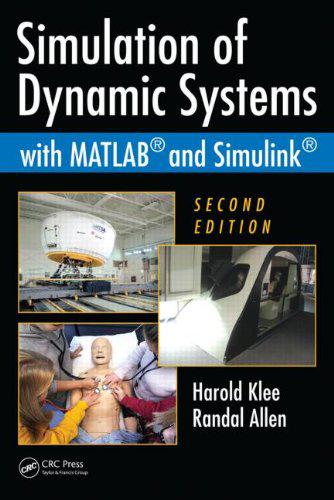 Simulation of
Dynamic Systems
with MATLAB® and Simulink®
SECOND
EDITION
Harold Klee
Randal Allen
CRC
CRC Press
Taylor & Francis Group